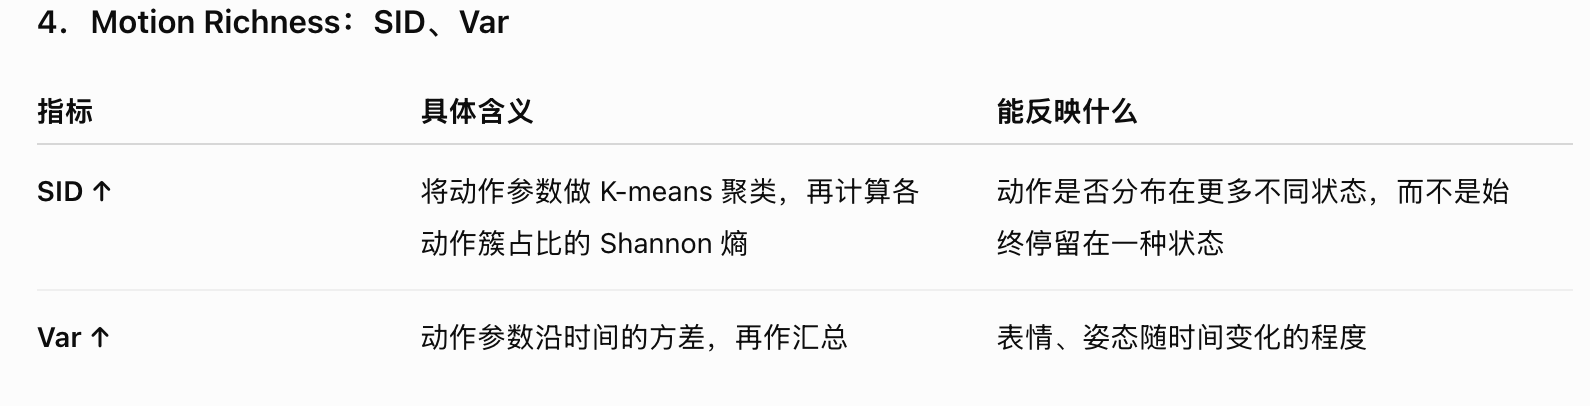 4. Motion Richness：SID、Var
指标 具体含义 能反映什么
SID ↑ 将动作参数做 K-means 聚类，再计算各 动作是否分布在更多不同状态，而不是始
动作簇占比的 Shannon 熵 终停留在一种状态
Var ↑ 动作参数沿时间的方差，再作汇总 表情、姿态随时间变化的程度